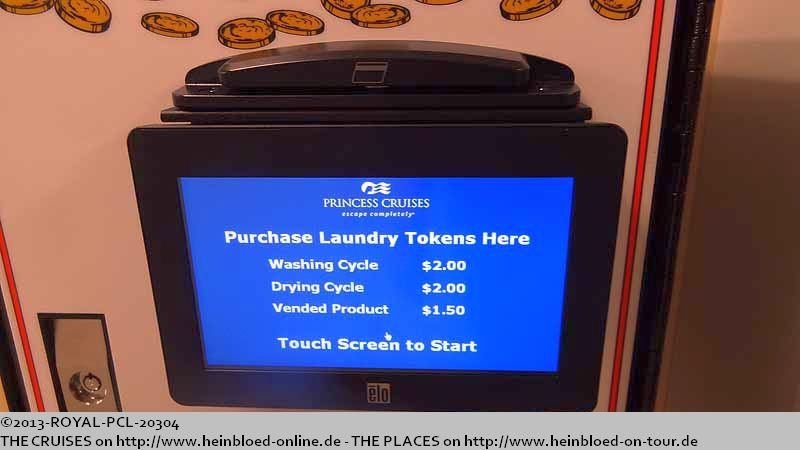 PRINCESS CRUISES
escape completely
Purchase Laundry Tokens Here
Washing Cycle $2.00
Drying Cycle $2.00
Vended Product $1.50
Touch Screen to Start
elo
©2013-ROYAL-PCL-20304
THE CRUISES on http://www.heinbloed-online.de - THE PLACES on http://www.heinbloed-on-tour.de